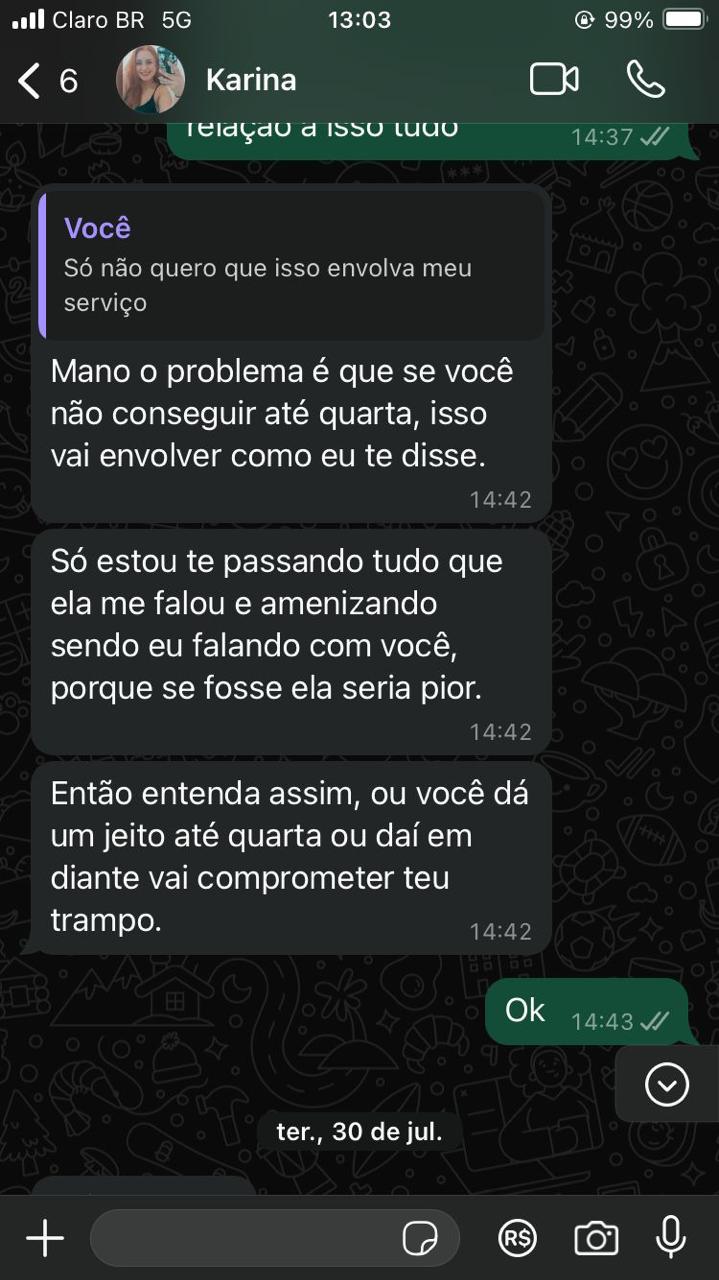 Claro BR 5G 13:03 99%
6 Karina
relação a isso tudo
14:37
Você
Só não quero que isso envolva meu
serviço
Mano o problema é que se você
não conseguir até quarta, isso
vai envolver como eu te disse.
14:42
Só estou te passando tudo que
ela me falou e amenizando
sendo eu falando com você,
porque se fosse ela seria pior.
14:42
Então entenda assim, ou você dá
um jeito até quarta ou daí em
diante vai comprometer teu
trampo.
14:42
Ok 14:43
ter., 30 de jul.
R$